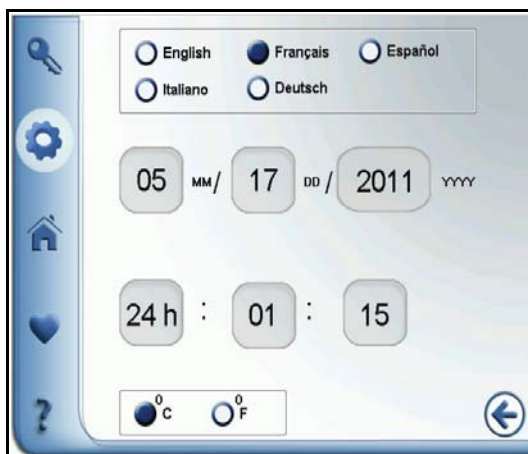 English Français Español
Italiano Deutsch
05 MM/ 17 DD / 2011 YYYY
24 h : 01 : 15
°C °F
?